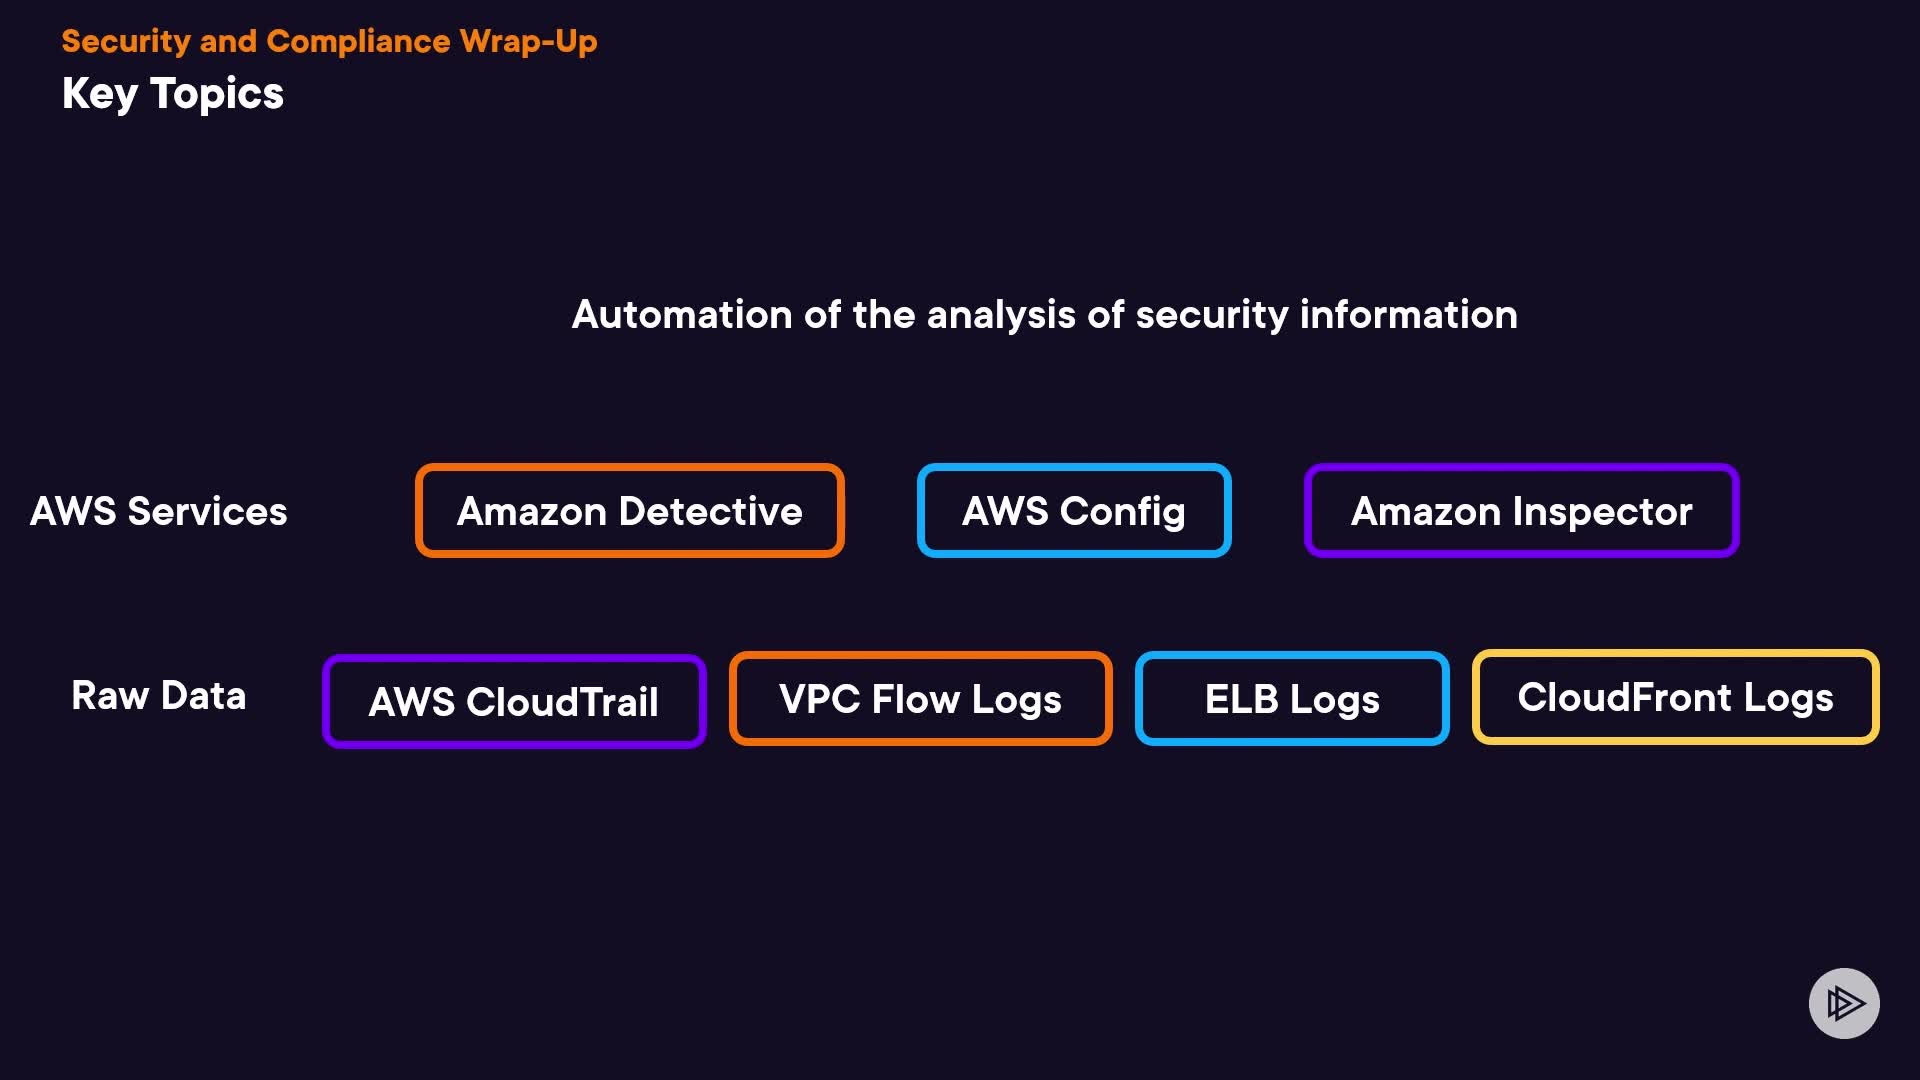 Security and Compliance Wrap-Up
Key Topics
Automation of the analysis of security information
AWS Services
Amazon Detective
AWS Config
Amazon Inspector
Raw Data
AWS CloudTrail
VPC Flow Logs
ELB Logs
CloudFront Logs